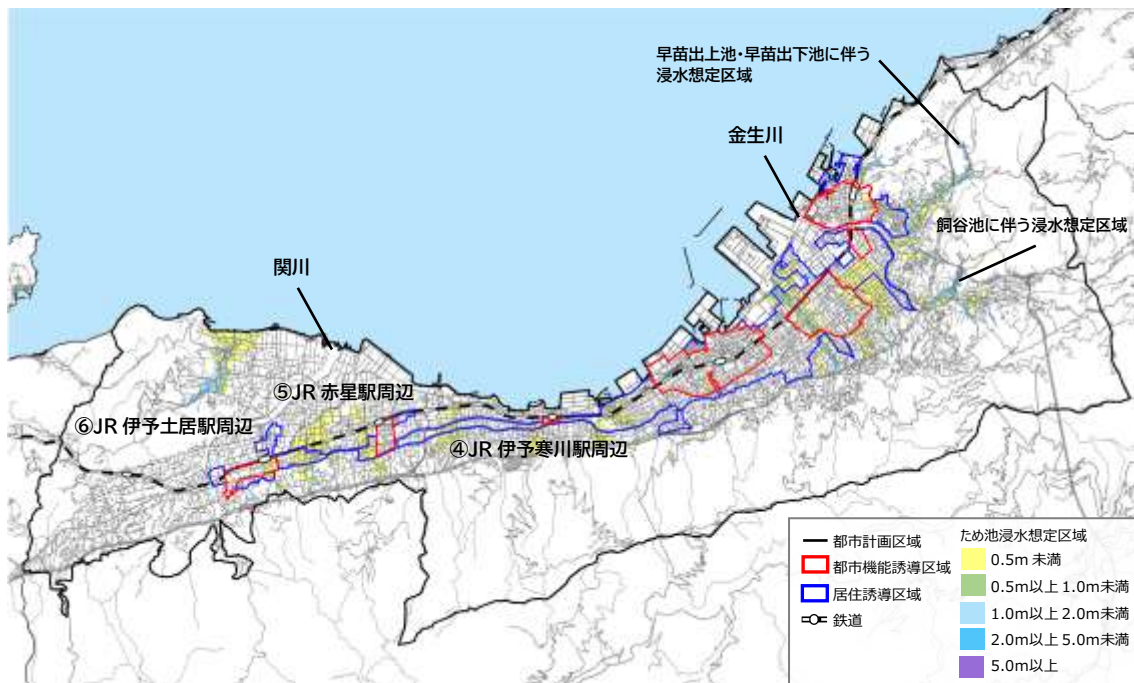 早苗出上池・早苗出下池に伴う
浸水想定区域
金生川
飼谷池に伴う浸水想定区域
関川
⑤JR 赤星駅周辺
⑥JR 伊予土居駅周辺
④JR 伊予寒川駅周辺
都市計画区域
都市機能誘導区域
居住誘導区域
鉄道
ため池浸水想定区域
0.5m 未満
0.5m以上 1.0m未満
1.0m以上 2.0m未満
2.0m以上 5.0m未満
5.0m以上